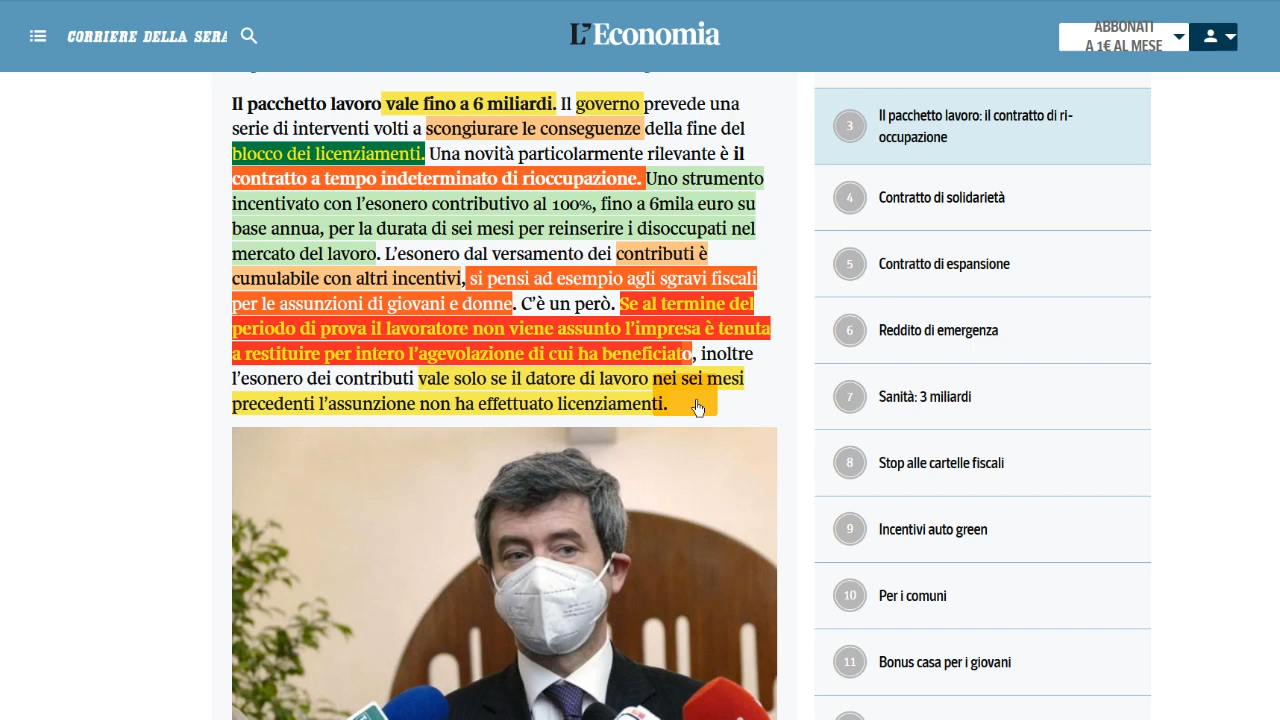 CORRIERE DELLA SERA
L'Economia
ABBONATI
A 1€ AL MESE
Il pacchetto lavoro vale fino a 6 miliardi. Il governo prevede una
serie di interventi volti a scongiurare le conseguenze della fine del
blocco dei licenziamenti. Una novità particolarmente rilevante è il
contratto a tempo indeterminato di rioccupazione. Uno strumento
incentivato con l'esonero contributivo al 100%, fino a 6mila euro su
base annua, per la durata di sei mesi per reinserire i disoccupati nel
mercato del lavoro. L'esonero dal versamento dei contributi è
cumulabile con altri incentivi, si pensi ad esempio agli sgravi fiscali
per le assunzioni di giovani e donne. C'è un però. Se al termine del
periodo di prova il lavoratore non viene assunto l'impresa è tenuta
a restituire per intero l'agevolazione di cui ha beneficiato, inoltre
l'esonero dei contributi vale solo se il datore di lavoro nei sei mesi
precedenti l'assunzione non ha effettuato licenziamenti.
3 Il pacchetto lavoro: il contratto di ri-
occupazione
4 Contratto di solidarietà
5 Contratto di espansione
6 Reddito di emergenza
7 Sanità: 3 miliardi
8 Stop alle cartelle fiscali
9 Incentivi auto green
10 Per i comuni
11 Bonus casa per i giovani